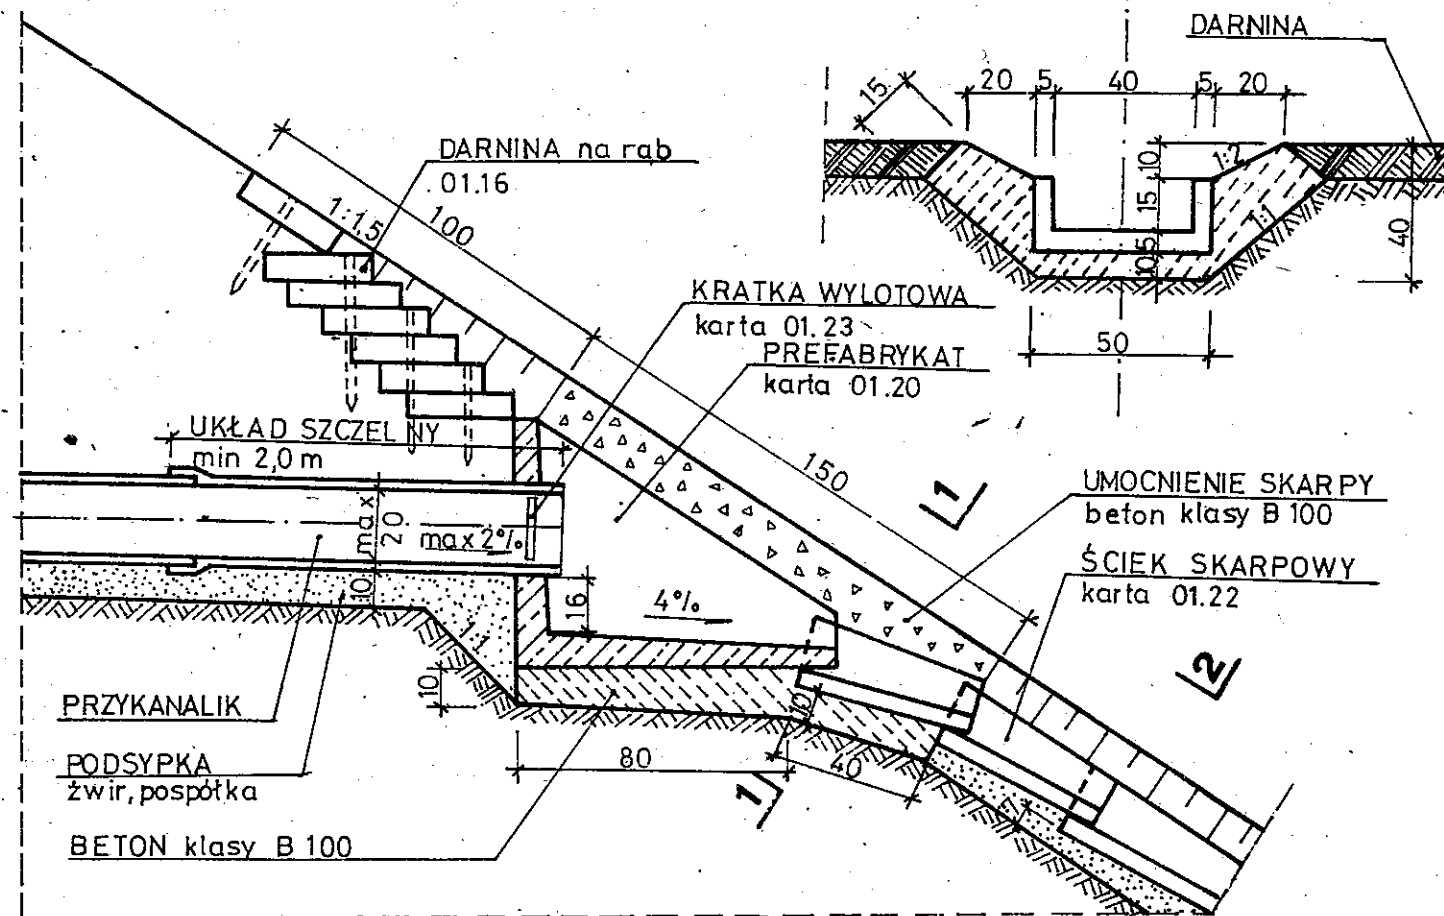 DARNINA
15
20
5
40
5
20
10
1:2
15
1:1
5
10
40
50
DARNINA na rąb
01.16
1:1.5
100
KRATKA WYLOTOWA
karta 01.23
PREFABRYKAT
karta 01.20
UKŁAD SZCZELNY
min 2,0 m
150
1
UMOCNIENIE SKARPY
beton klasy B 100
max
20
max 2%
ŚCIEK SKARPOWY
karta 01.22
10
16
4%
2
10
PRZYKANALIK
10
PODSYPKA
żwir, pospółka
80
40
1
BETON klasy B 100